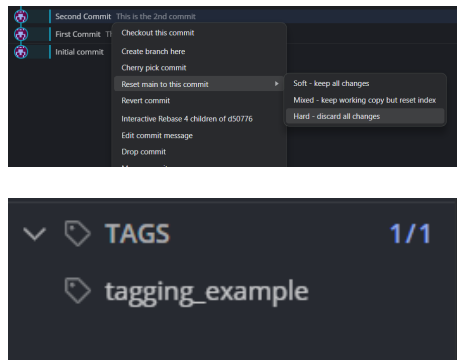 Second Commit This is the 2nd commit
First Commit
Initial commit
Checkout this commit
Create branch here
Cherry pick commit
Reset main to this commit
Revert commit
Interactive Rebase 4 children of d50776
Edit commit message
Drop commit
Soft - keep all changes
Mixed - keep working copy but reset index
Hard - discard all changes
TAGS 1/1
tagging_example